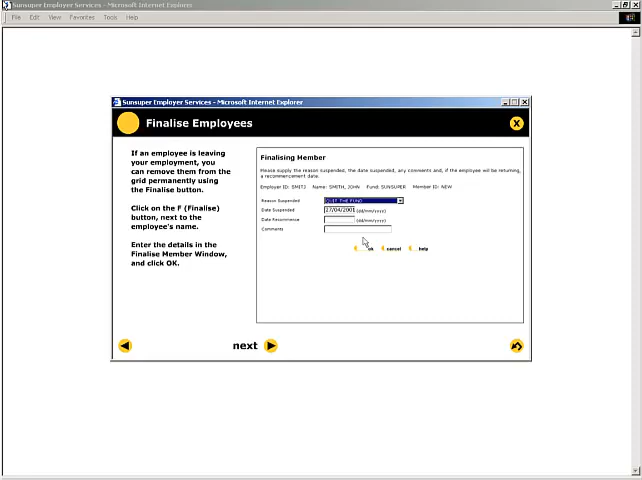 Sunsuper Employer Services - Microsoft Internet Explorer
File Edit View Favorites Tools Help
Sunsuper Employer Services - Microsoft Internet Explorer
Finalise Employees
X
If an employee is leaving
your employment, you
can remove them from the
grid permanently using
the Finalise button.
Click on the F (Finalise)
button, next to the
employee's name.
Enter the details in the
Finalise Member Window,
and click OK.
Finalising Member
Please supply the reason suspended, the date suspended, any comments and, if the employee will be returning,
a recommencement date.
Employer ID: SMITJ Name: SMITH, JOHN Fund: SUNSUPER Member ID: NEW
Reason Suspended QUIT THE FUND
Date Suspended 27/04/2001 (dd/mm/yyyy)
Date Recommence (dd/mm/yyyy)
Comments
ok cancel help
next